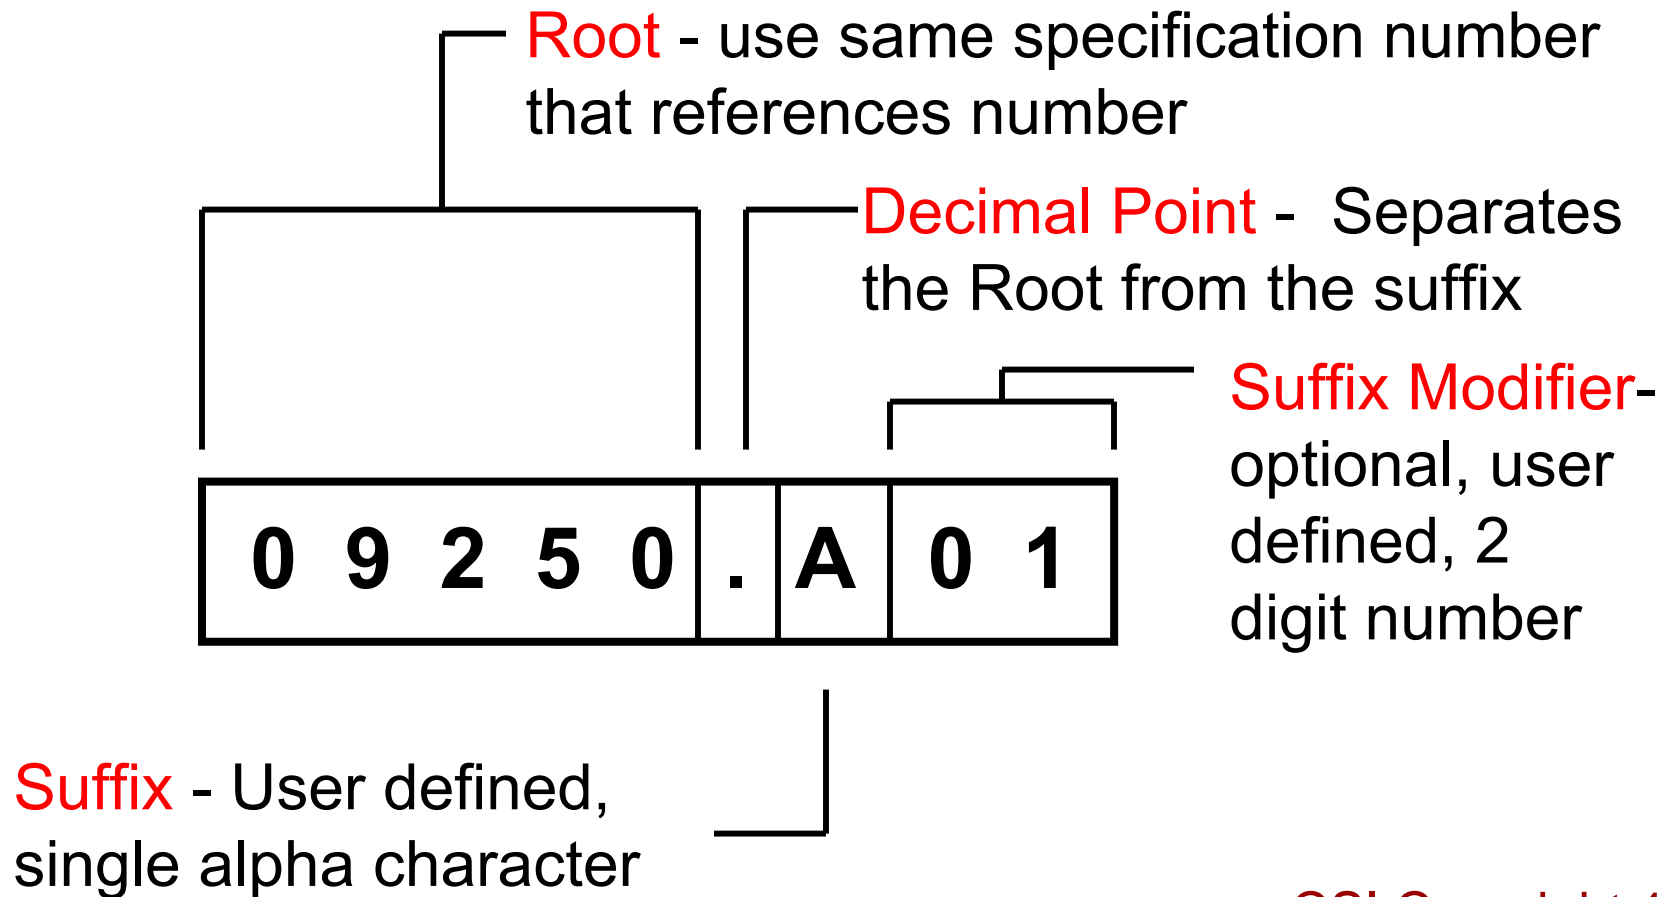 Root - use same specification number
that references number
Decimal Point - Separates
the Root from the suffix
Suffix Modifier-
optional, user
defined, 2
digit number
0 9 2 5 0 . A 0 1
Suffix - User defined,
single alpha character